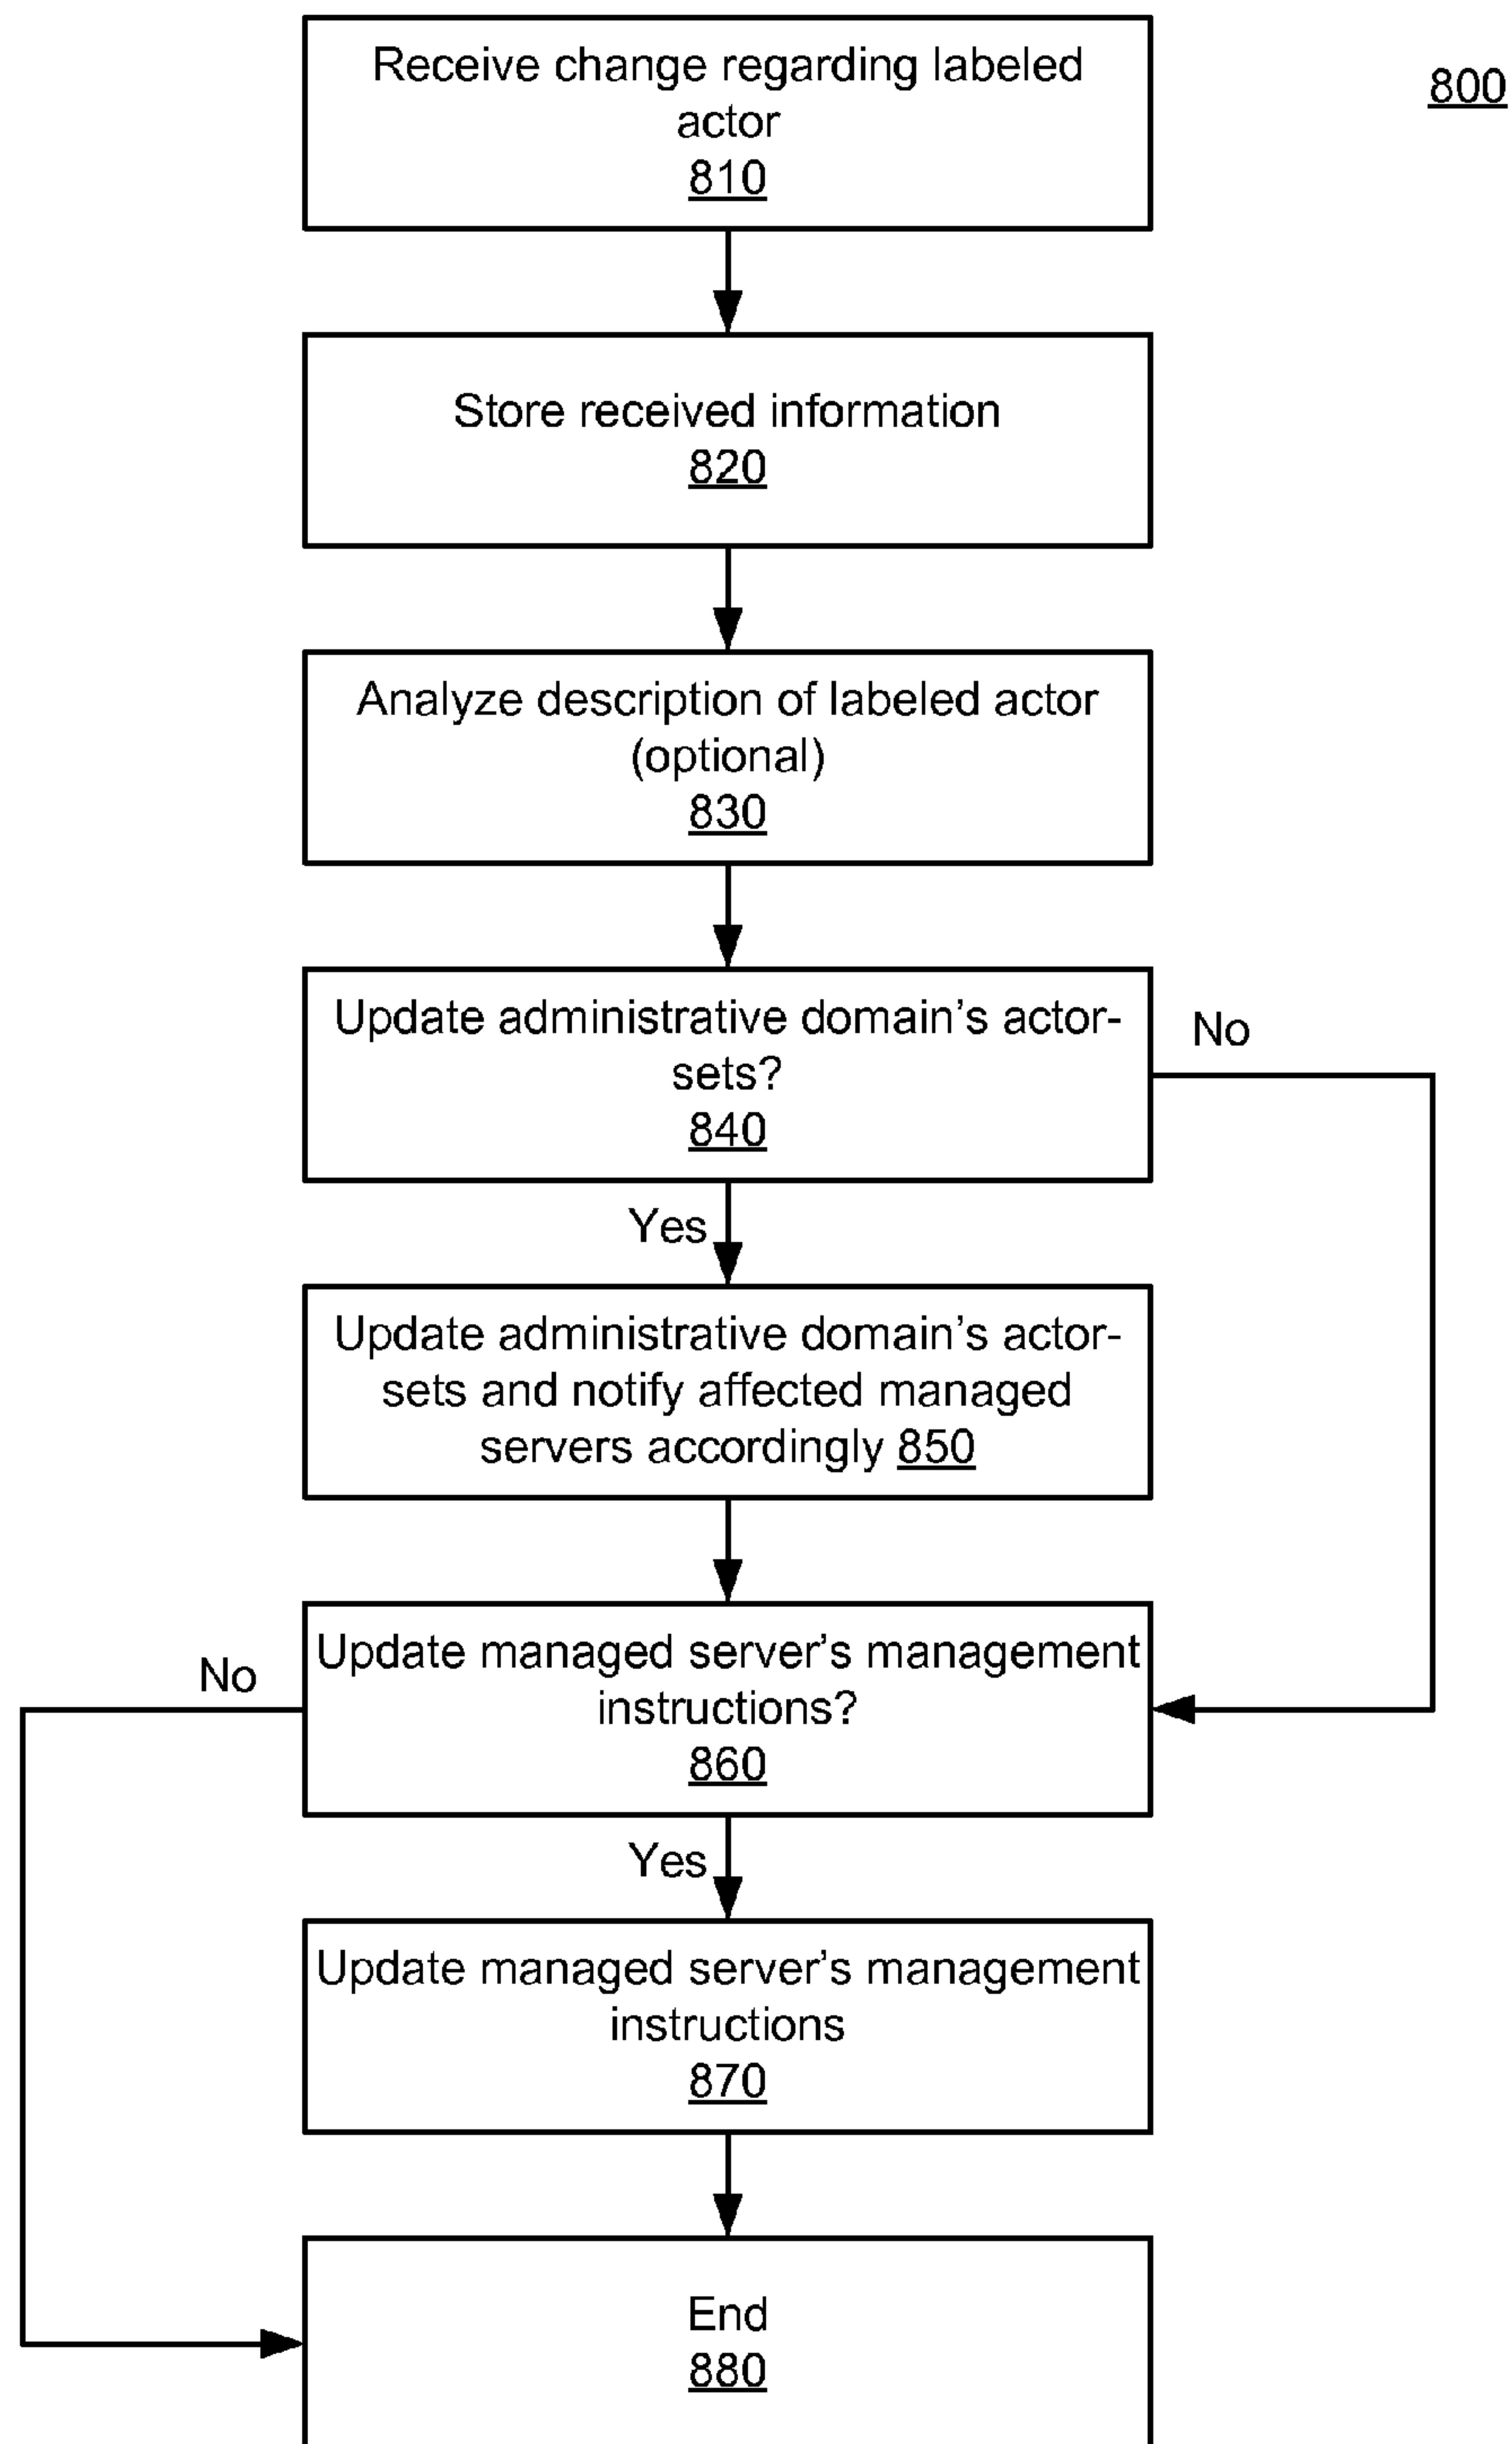 800
Receive change regarding labeled
actor
810
Store received information
820
Analyze description of labeled actor
(optional)
830
Update administrative domain’s actor-
sets?
840
No
Yes
Update administrative domain’s actor-
sets and notify affected managed
servers accordingly 850
Update managed server’s management
instructions?
860
No
Yes
Update managed server’s management
instructions
870
End
880